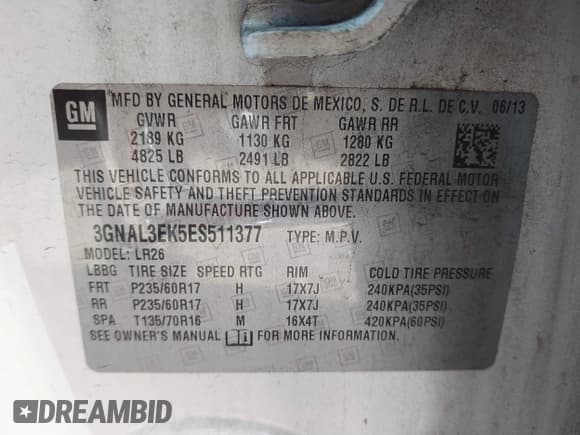 GM
MFD BY GENERAL MOTORS DE MEXICO, S. DE R.L. DE C.V. 06/13
GVWR GAWR FRT GAWR RR
2189 KG 1130 KG 1280 KG
4825 LB 2491 LB 2822 LB
THIS VEHICLE CONFORMS TO ALL APPLICABLE U.S. FEDERAL MOTOR
VEHICLE SAFETY AND THEFT PREVENTION STANDARDS IN EFFECT ON
THE DATE OF MANUFACTURE SHOWN ABOVE.
3GNAL3EK5ES511377 TYPE: M.P.V.
MODEL: LR26
LBBG TIRE SIZE SPEED RTG RIM COLD TIRE PRESSURE
FRT P235/60R17 H 17X7J 240KPA(35PSI)
RR P235/60R17 H 17X7J 240KPA(35PSI)
SPA T135/70R16 M 16X4T 420KPA(60PSI)
SEE OWNER'S MANUAL i FOR MORE INFORMATION.
DREAMBID